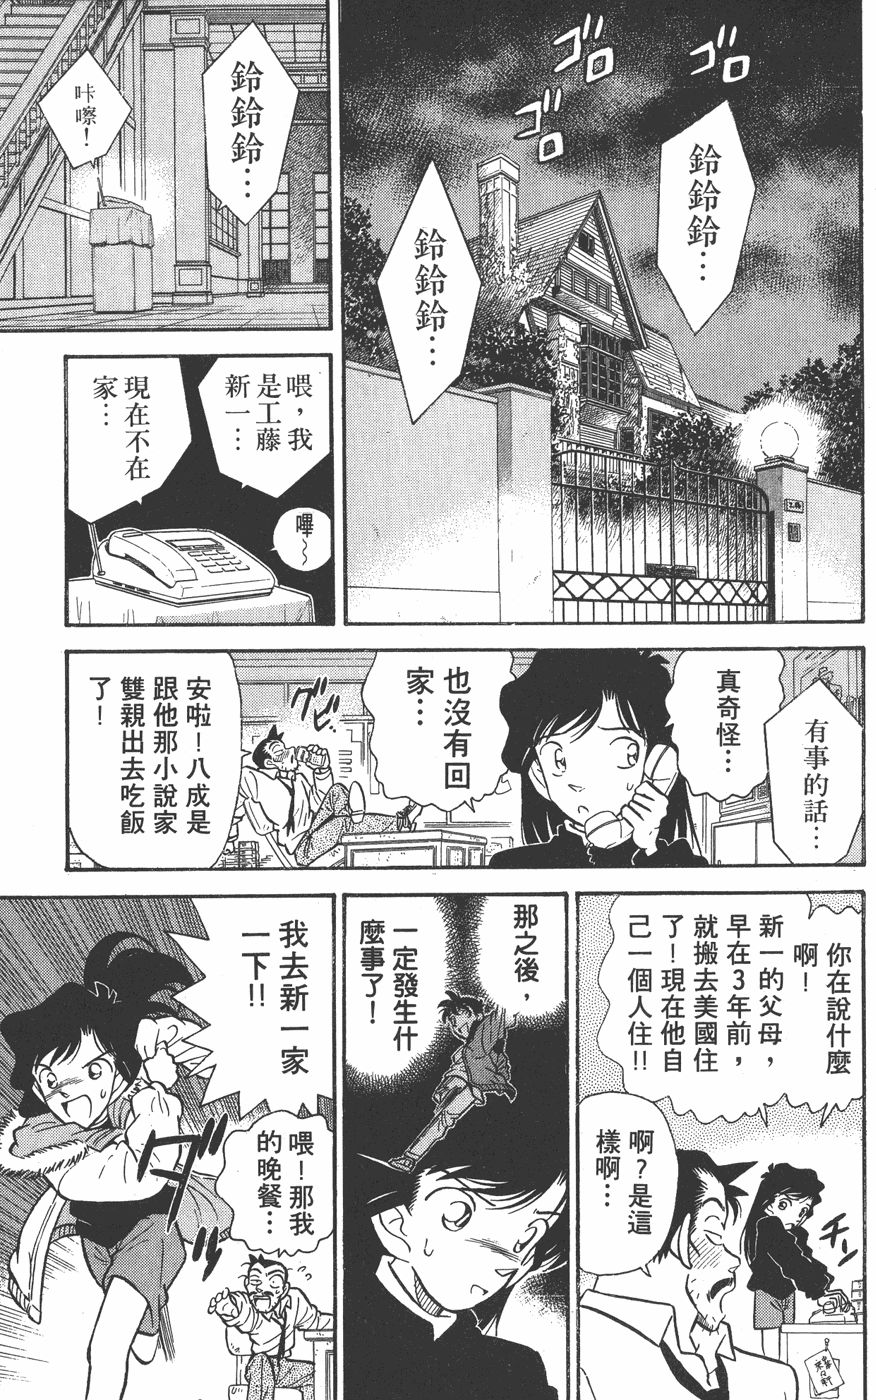 ゴロ
ゴロ
ゴロ
鈴鈴鈴…
鈴鈴鈴…
鈴鈴鈴…
咔嚓！
喂，我
是工藤
新一…
現在不在
家…
嗶～
有事的話…
真奇怪…
也沒有回
家…
グビ
安啦！八成是
跟他那小說家
雙親出去吃飯
了！
你在說什麼
啊！
新一的父母，
早在3年前，
就搬去美國住
了！現在他自
己一個人住!!
啊？是這
樣啊…
チン
那之後，
一定發生什
麼事了！
我去新一家
一下!!
喂！那我
的晚餐…
ダッ